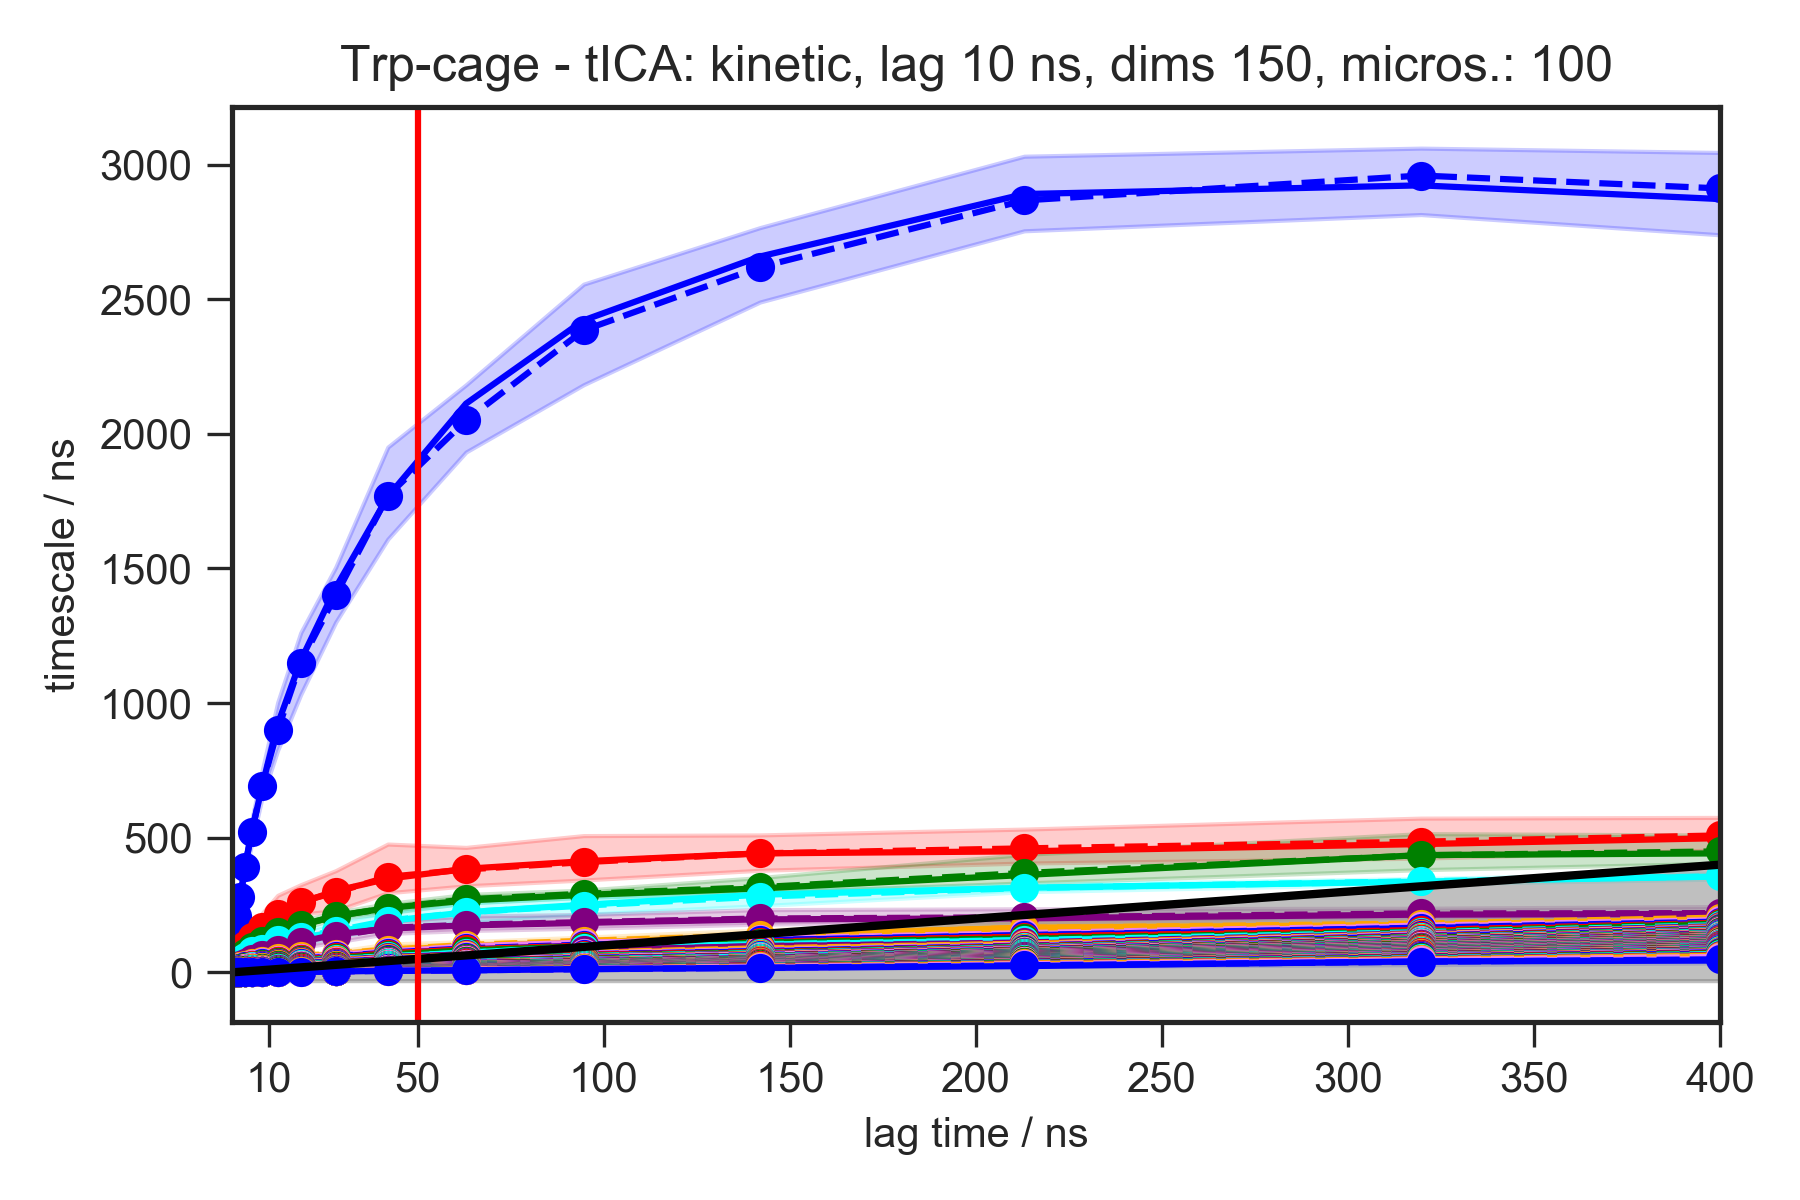 Trp-cage - tICA: kinetic, lag 10 ns, dims 150, micros.: 100
3000
2500
2000
1500
1000
500
0
timescale / ns
10 50 100 150 200 250 300 350 400
lag time / ns